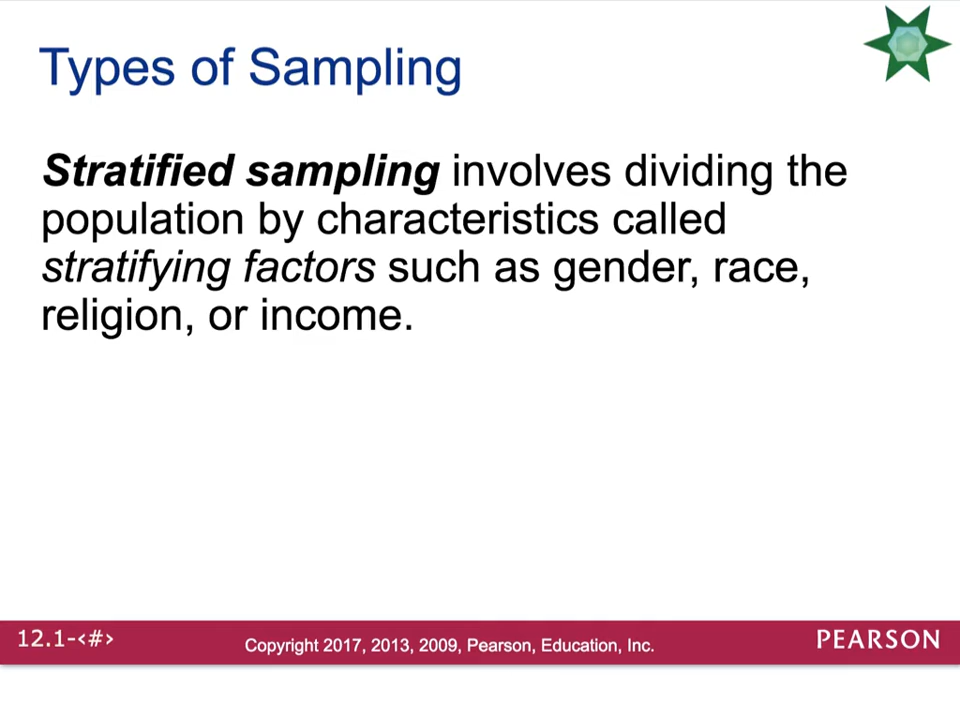 Types of Sampling
Stratified sampling involves dividing the
population by characteristics called
stratifying factors such as gender, race,
religion, or income.
12.1-‹#›
Copyright 2017, 2013, 2009, Pearson, Education, Inc.
PEARSON